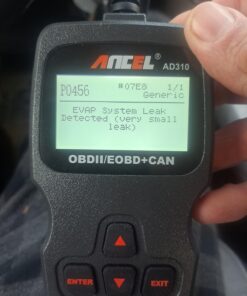 ANCEL
AD310
P0456 #07E8 1/1
Generic
EVAP System Leak
Detected (very small
leak)
OBDII/EOBD+CAN
ENTER
EXIT